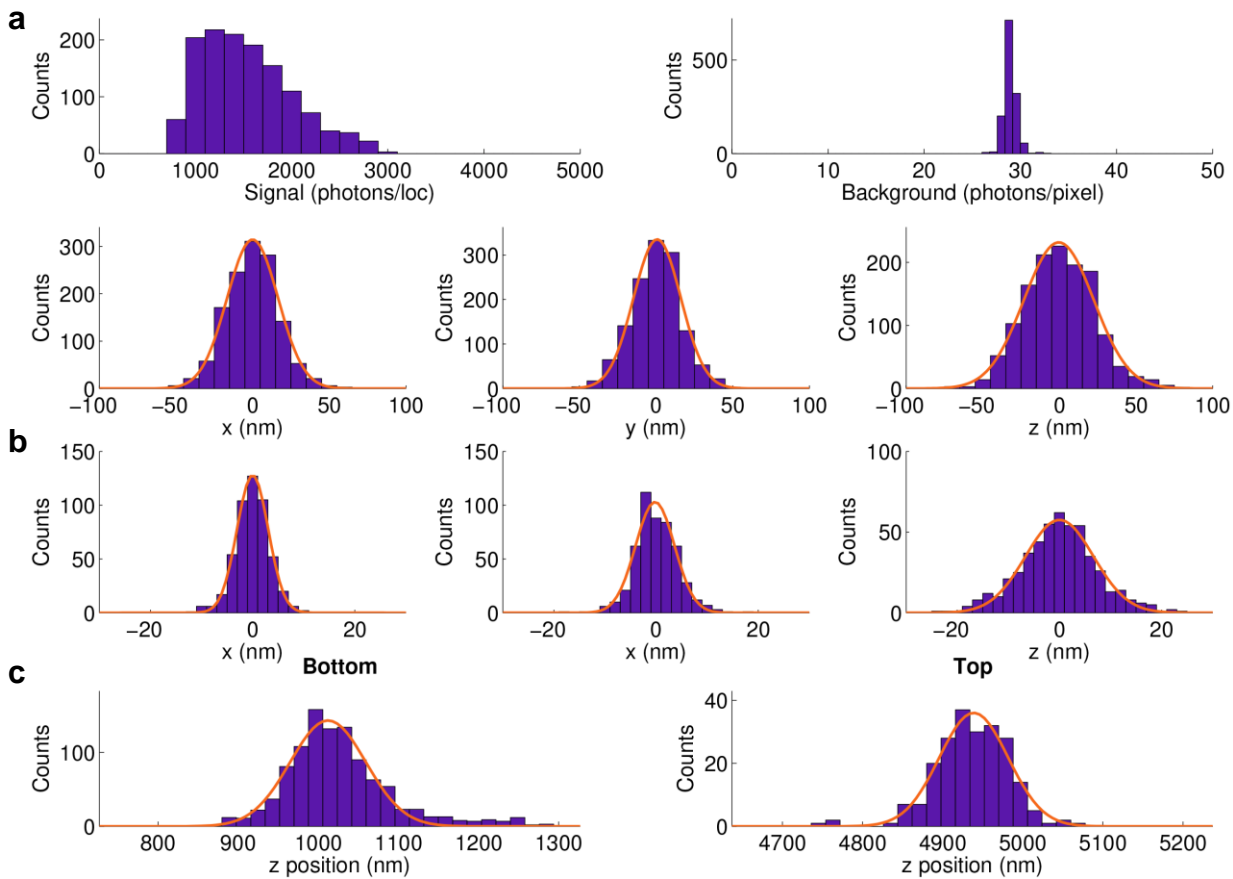 a
Counts
200
100
0
0 1000 2000 3000 4000 5000
Signal (photons/loc)
Counts
500
0
0 10 20 30 40 50
Background (photons/pixel)
Counts
300
200
100
0
−100 −50 0 50 100
x (nm)
Counts
300
200
100
0
−100 −50 0 50 100
y (nm)
Counts
200
100
0
−100 −50 0 50 100
z (nm)
b
Counts
150
100
50
0
−20 0 20
x (nm)
Counts
150
100
50
0
−20 0 20
x (nm)
Counts
100
50
0
−20 0 20
z (nm)
c
Bottom
Counts
100
0
800 900 1000 1100 1200 1300
z position (nm)
Top
Counts
40
20
0
4700 4800 4900 5000 5100 5200
z position (nm)